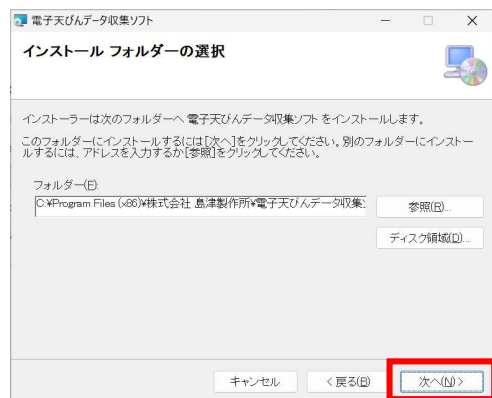 電子天びんデータ収集ソフト
インストール フォルダーの選択
インストーラーは次のフォルダーへ 電子天びんデータ収集ソフト をインストールします。
このフォルダーにインストールするには[次へ]をクリックしてください。別のフォルダーにインストー
ルするには、アドレスを入力するか[参照]をクリックしてください。
フォルダー(F):
C:¥Program Files (x86)¥株式会社 島津製作所¥電子天びんデータ収集
参照(R)...
ディスク領域(D)...
キャンセル
< 戻る(B)
次へ(N) >